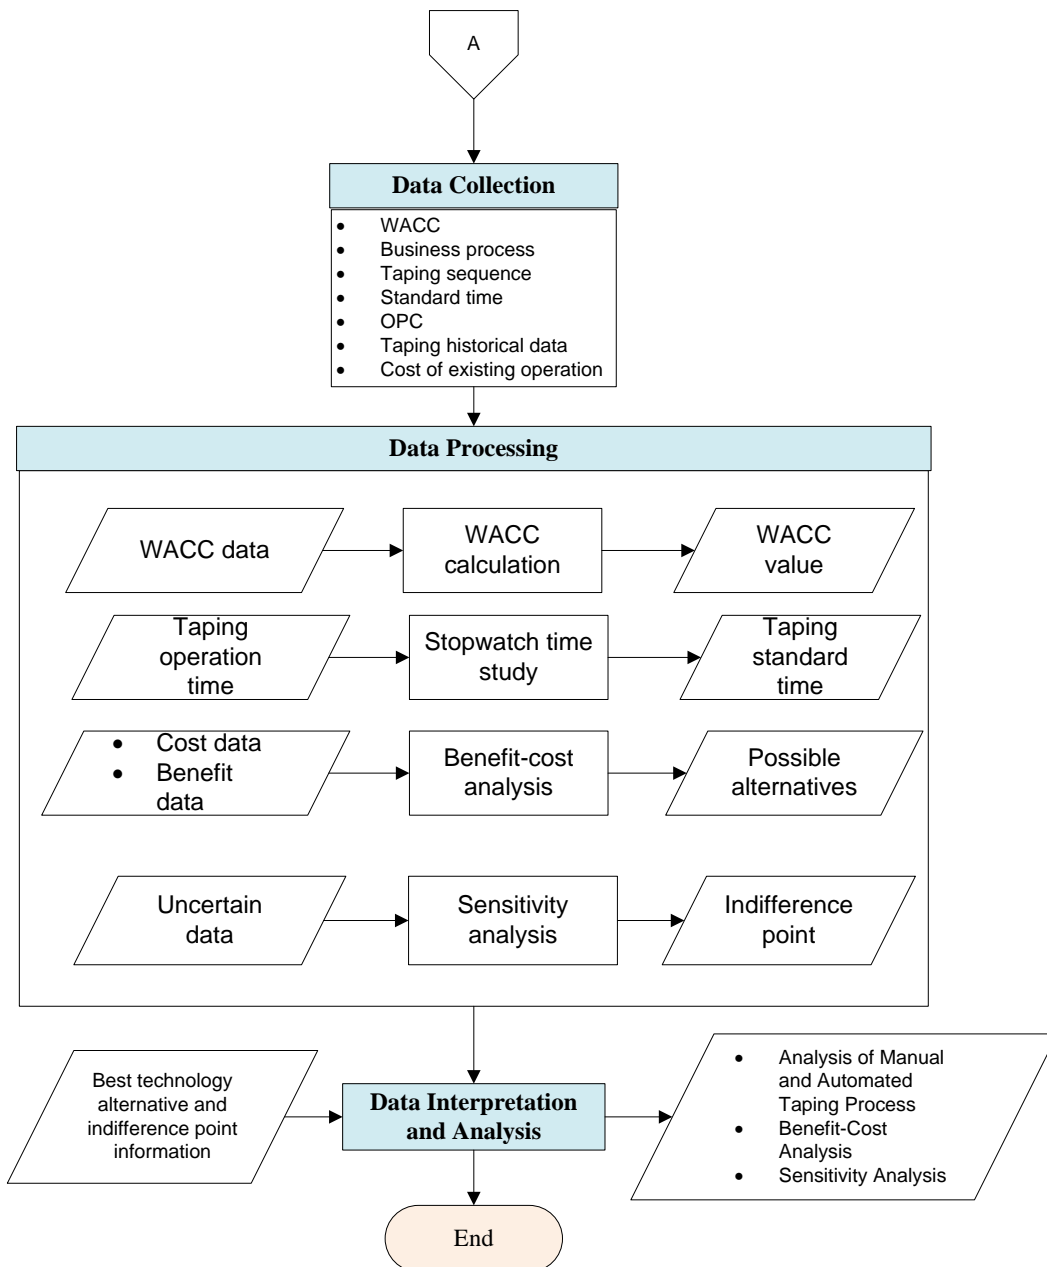 A
Data Collection
• WACC
• Business process
• Taping sequence
• Standard time
• OPC
• Taping historical data
• Cost of existing operation
Data Processing
WACC data
WACC
calculation
WACC
value
Taping
operation
time
Stopwatch time
study
Taping
standard
time
• Cost data
• Benefit
data
Benefit-cost
analysis
Possible
alternatives
Uncertain
data
Sensitivity
analysis
Indifference
point
Best technology
alternative and
indifference point
information
Data Interpretation
and Analysis
• Analysis of Manual
and Automated
Taping Process
• Benefit-Cost
Analysis
• Sensitivity Analysis
End